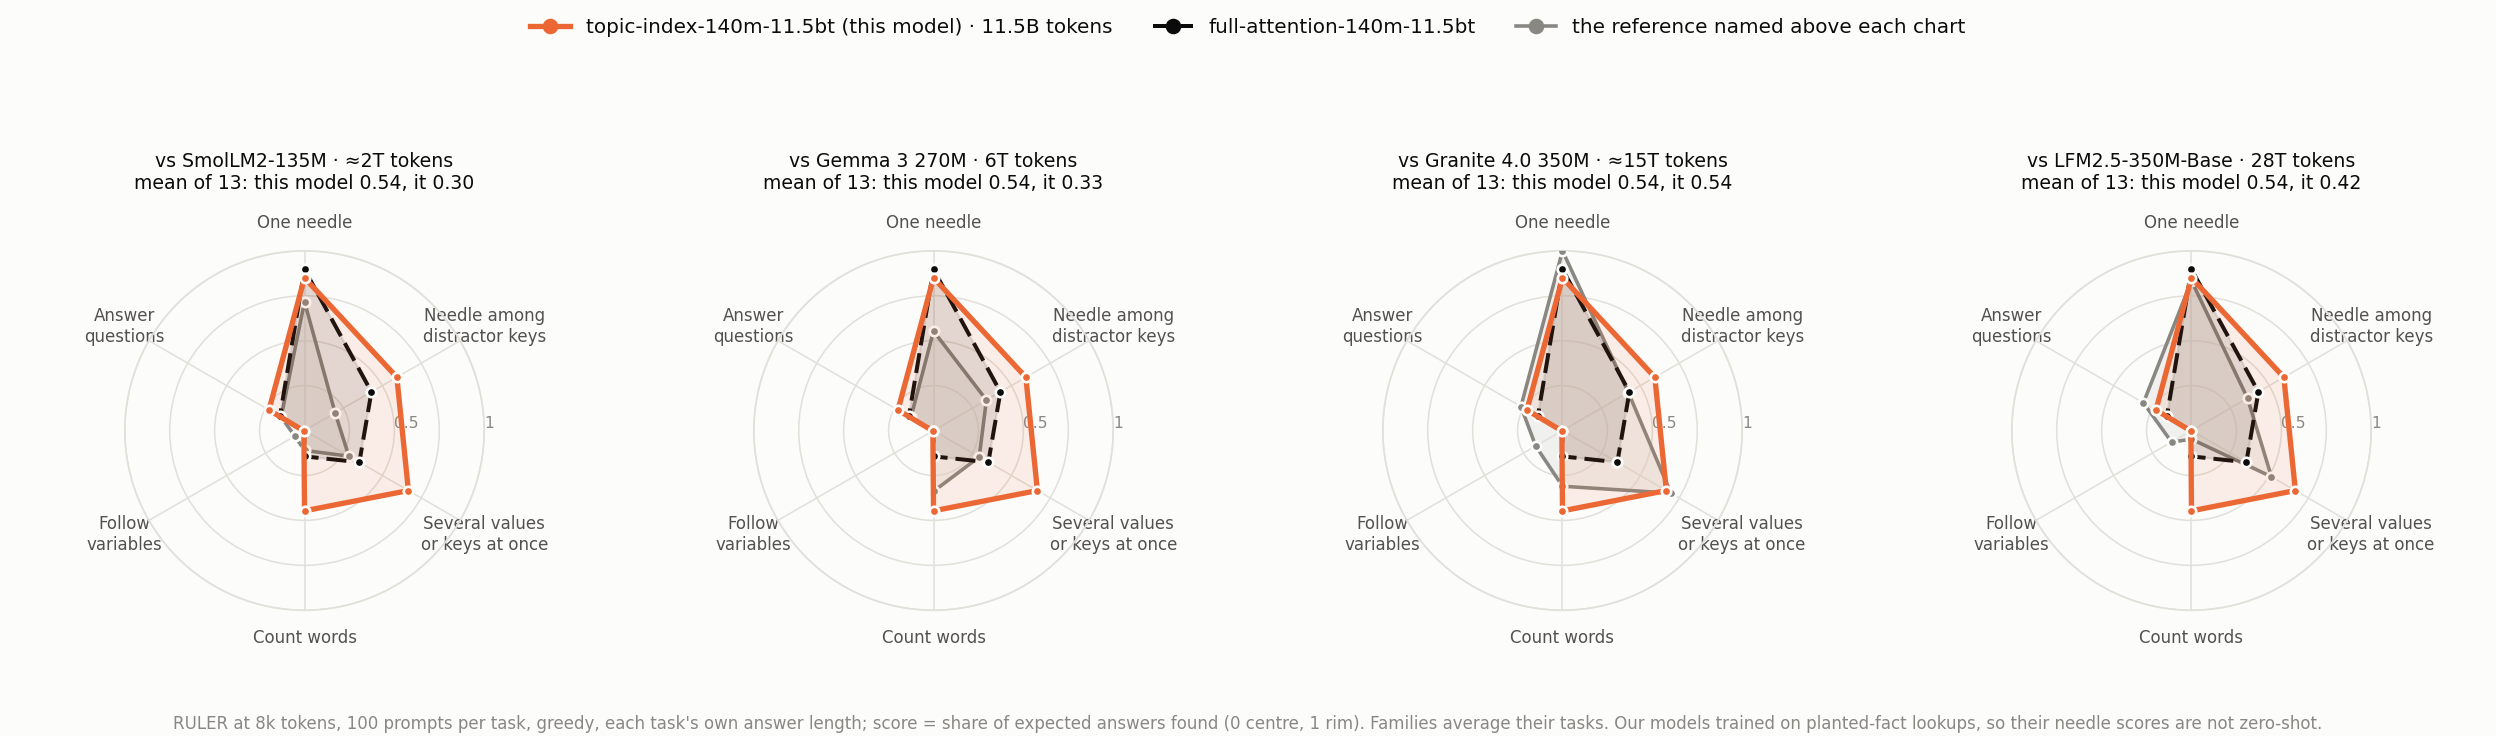 topic-index-140m-11.5bt (this model) · 11.5B tokens
full-attention-140m-11.5bt
the reference named above each chart
vs SmolLM2-135M · ≈2T tokens
mean of 13: this model 0.54, it 0.30
One needle
Answer
questions
Needle among
distractor keys
0.5
1
Follow
variables
Several values
or keys at once
Count words
vs Gemma 3 270M · 6T tokens
mean of 13: this model 0.54, it 0.33
One needle
Answer
questions
Needle among
distractor keys
0.5
1
Follow
variables
Several values
or keys at once
Count words
vs Granite 4.0 350M · ≈15T tokens
mean of 13: this model 0.54, it 0.54
One needle
Answer
questions
Needle among
distractor keys
0.5
1
Follow
variables
Several values
or keys at once
Count words
vs LFM2.5-350M-Base · 28T tokens
mean of 13: this model 0.54, it 0.42
One needle
Answer
questions
Needle among
distractor keys
0.5
1
Follow
variables
Several values
or keys at once
Count words
RULER at 8k tokens, 100 prompts per task, greedy, each task's own answer length; score = share of expected answers found (0 centre, 1 rim). Families average their tasks. Our models trained on planted-fact lookups, so their needle scores are not zero-shot.